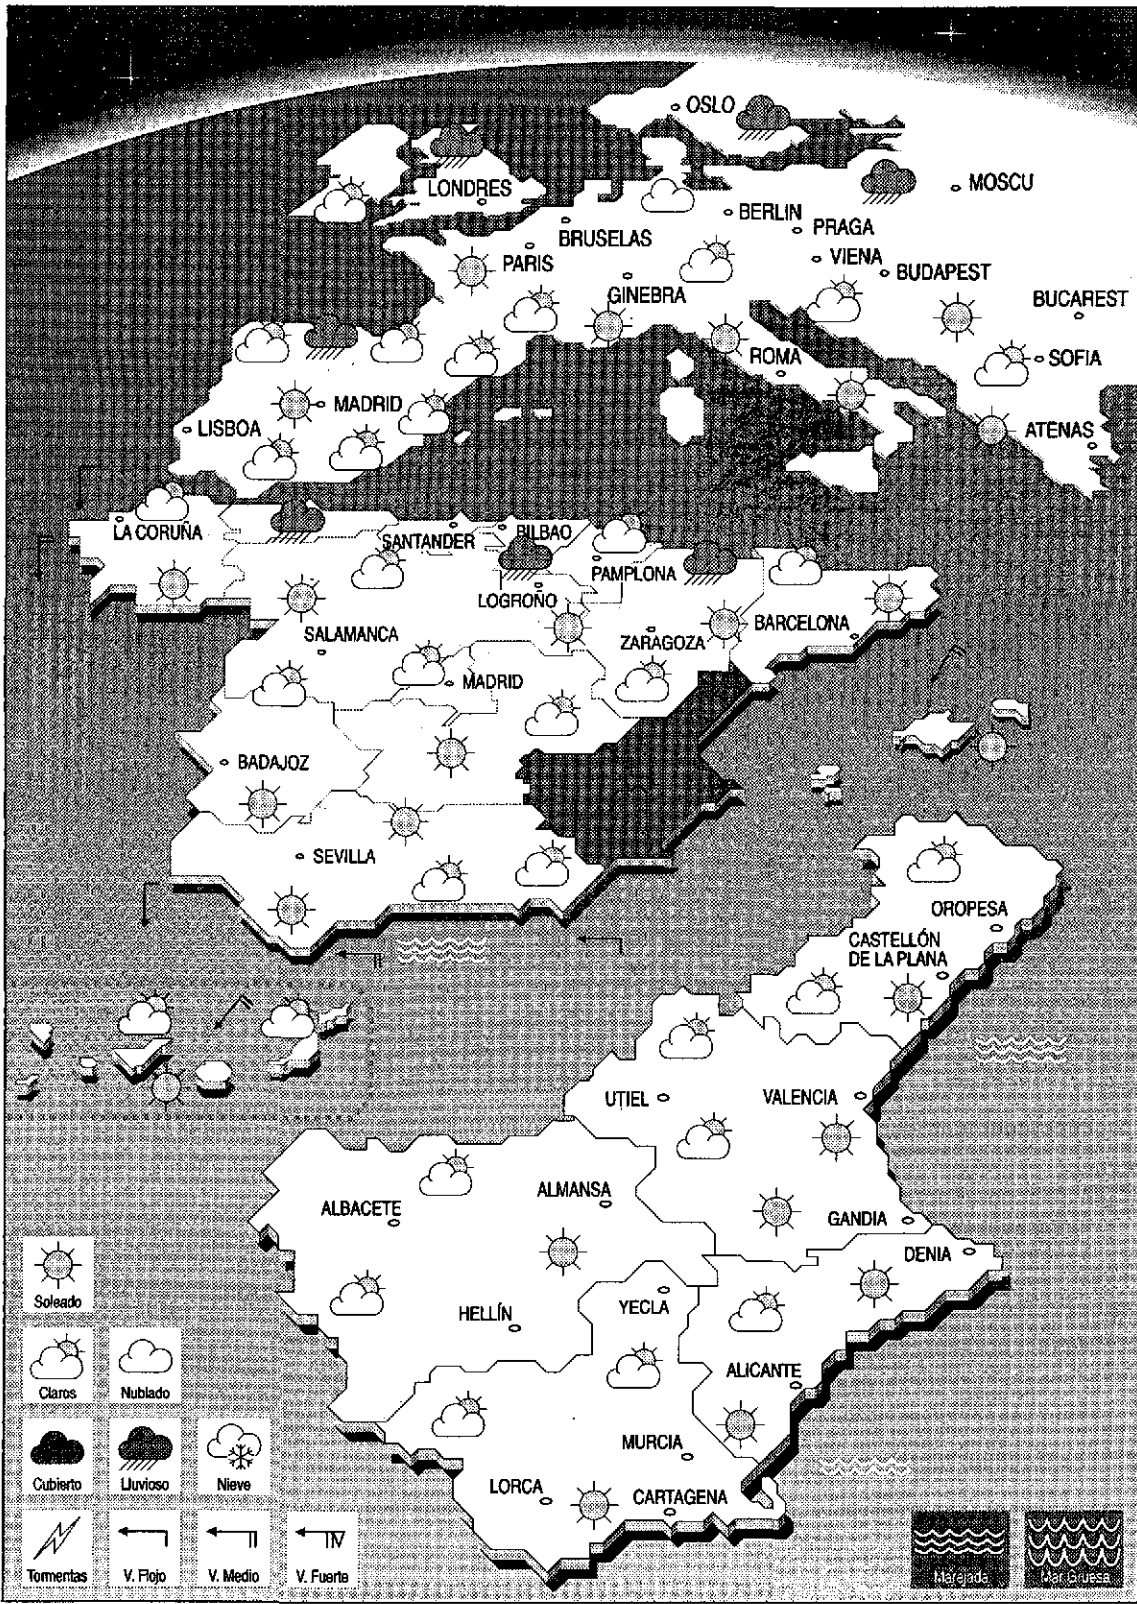 OSLO
MOSCU
LONDRES
BERLIN
PRAGA
BRUSELAS
PARIS
VIENA
BUDAPEST
GINEBRA
BUCAREST
ROMA
SOFIA
MADRID
LISBOA
ATENAS
LA CORUÑA
SANTANDER
BILBAO
PAMPLONA
LOGROÑO
SALAMANCA
ZARAGOZA
BARCELONA
MADRID
BADAJOZ
SEVILLA
OROPESA
CASTELLÓN
DE LA PLANA
UTIEL
VALENCIA
ALBACETE
ALMANSA
GANDIA
DENIA
HELLÍN
YECLA
ALICANTE
MURCIA
LORCA
CARTAGENA
Soleado
Claros
Nublado
Cubierto
Lluvioso
Nieve
Tormentas
V. Flojo
V. Medio
V. Fuerte
Marejada
Mar Gruesa